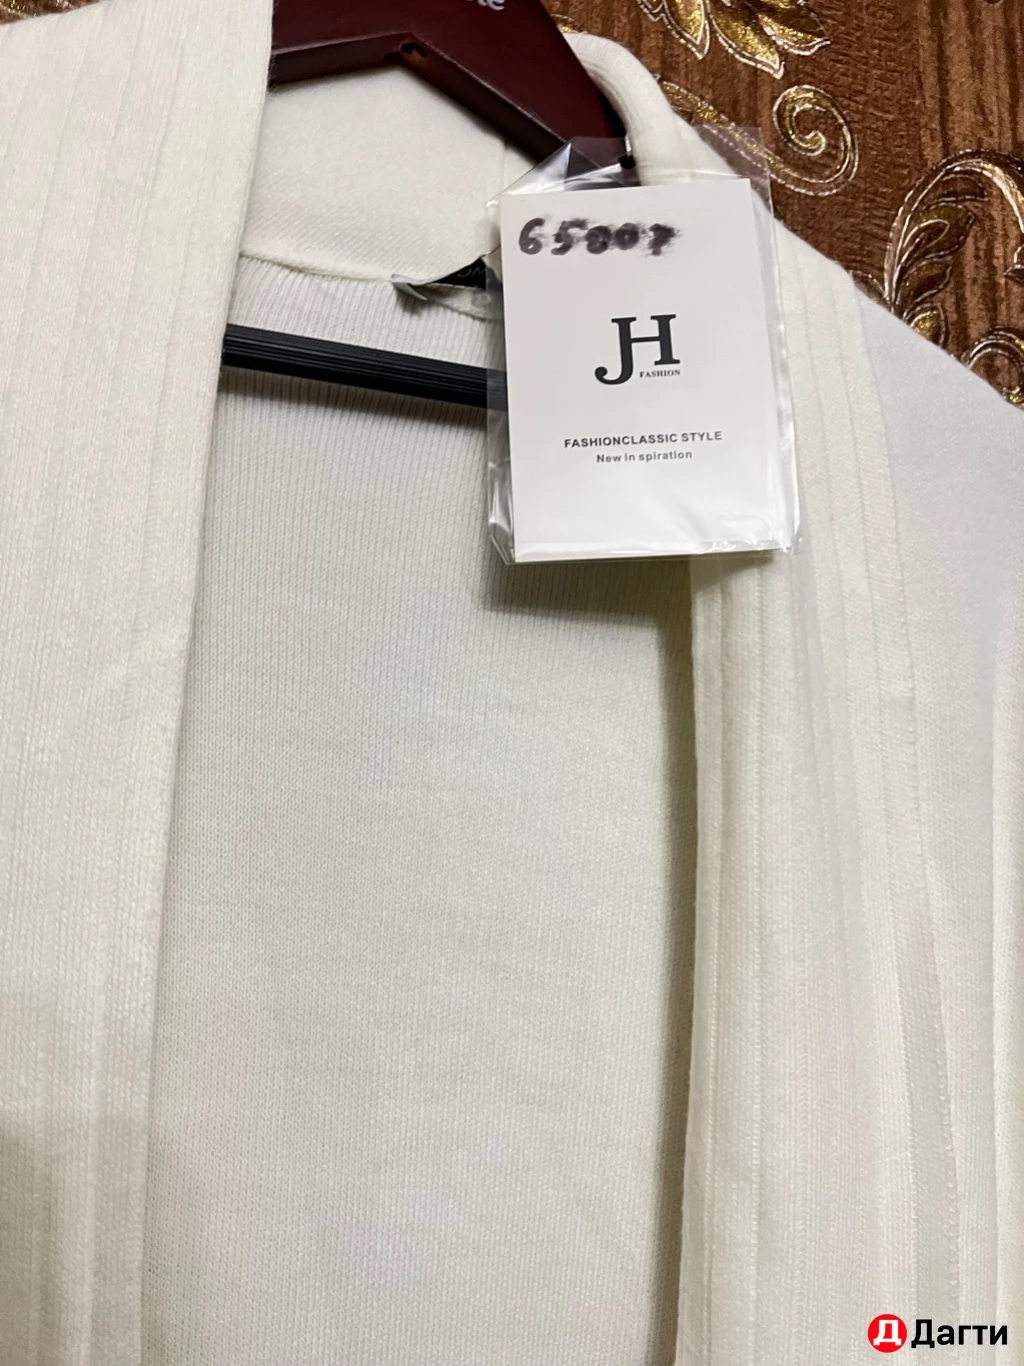 65007
JH
FASHION
FASHIONCLASSIC STYLE
New in spiration
Д Дагти